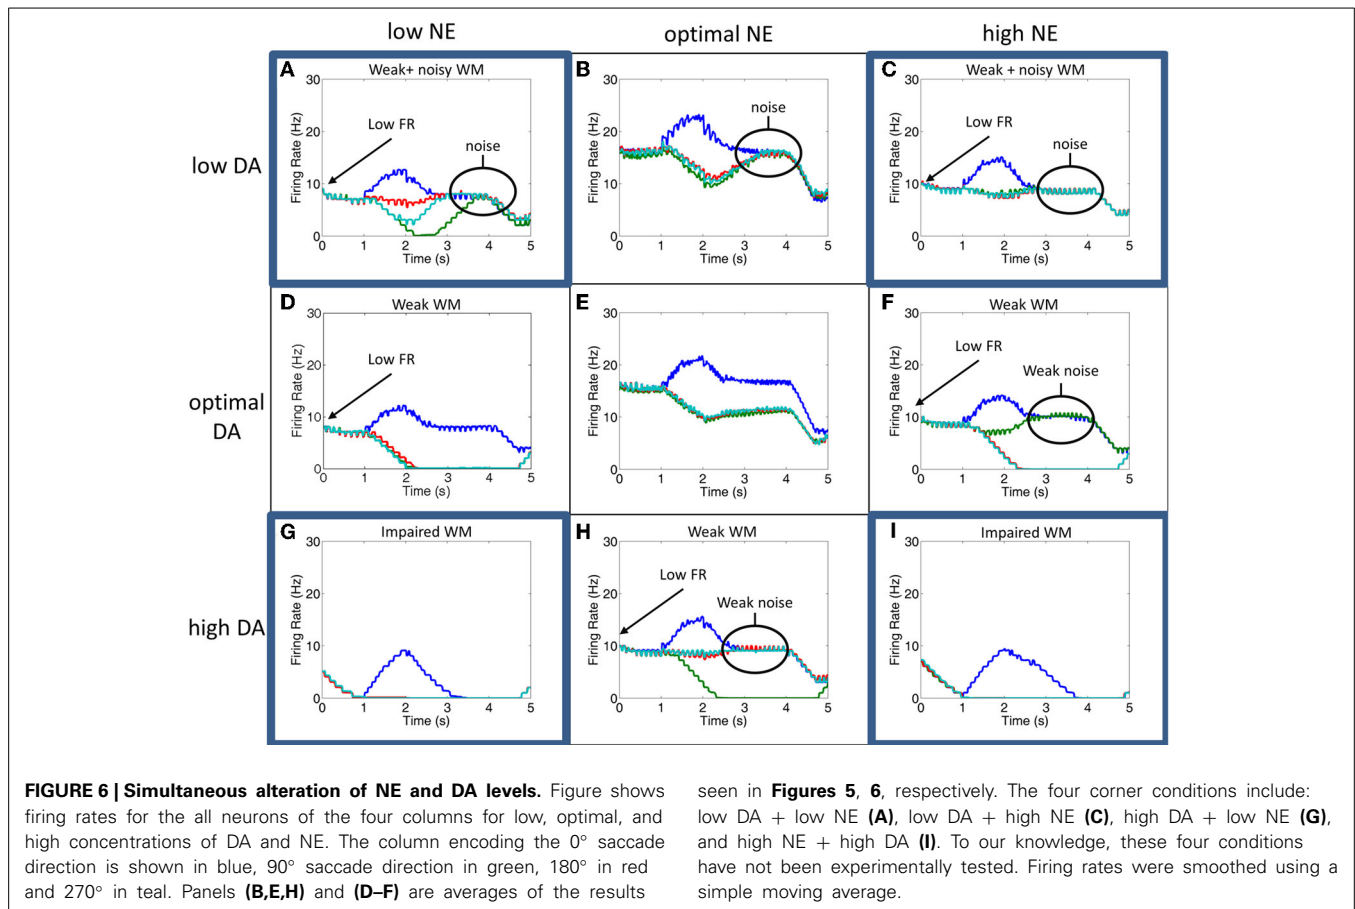 low NE
optimal NE
high NE
low DA
A
Weak+ noisy WM
30
20
10
0
Firing Rate (Hz)
Low FR
noise
0 1 2 3 4 5
Time (s)
B
30
20
10
0
Firing Rate (Hz)
noise
0 1 2 3 4 5
Time (s)
C
Weak + noisy WM
30
20
10
0
Firing Rate (Hz)
Low FR
noise
0 1 2 3 4 5
Time (s)
optimal
DA
D
Weak WM
30
20
10
0
Firing Rate (Hz)
Low FR
0 1 2 3 4 5
Time (s)
E
30
20
10
0
Firing Rate (Hz)
0 1 2 3 4 5
Time (s)
F
Weak WM
30
20
10
0
Firing Rate (Hz)
Low FR
Weak noise
0 1 2 3 4 5
Time (s)
high DA
G
Impaired WM
30
20
10
0
Firing Rate (Hz)
0 1 2 3 4 5
Time (s)
H
Weak WM
30
20
10
0
Firing Rate (Hz)
Low FR
Weak noise
0 1 2 3 4 5
Time (s)
I
Impaired WM
30
20
10
0
Firing Rate (Hz)
0 1 2 3 4 5
Time (s)
FIGURE 6 | Simultaneous alteration of NE and DA levels. Figure shows
firing rates for the all neurons of the four columns for low, optimal, and
high concentrations of DA and NE. The column encoding the 0° saccade
direction is shown in blue, 90° saccade direction in green, 180° in red
and 270° in teal. Panels (B,E,H) and (D–F) are averages of the results
seen in Figures 5, 6, respectively. The four corner conditions include:
low DA + low NE (A), low DA + high NE (C), high DA + low NE (G),
and high NE + high DA (I). To our knowledge, these four conditions
have not been experimentally tested. Firing rates were smoothed using a
simple moving average.